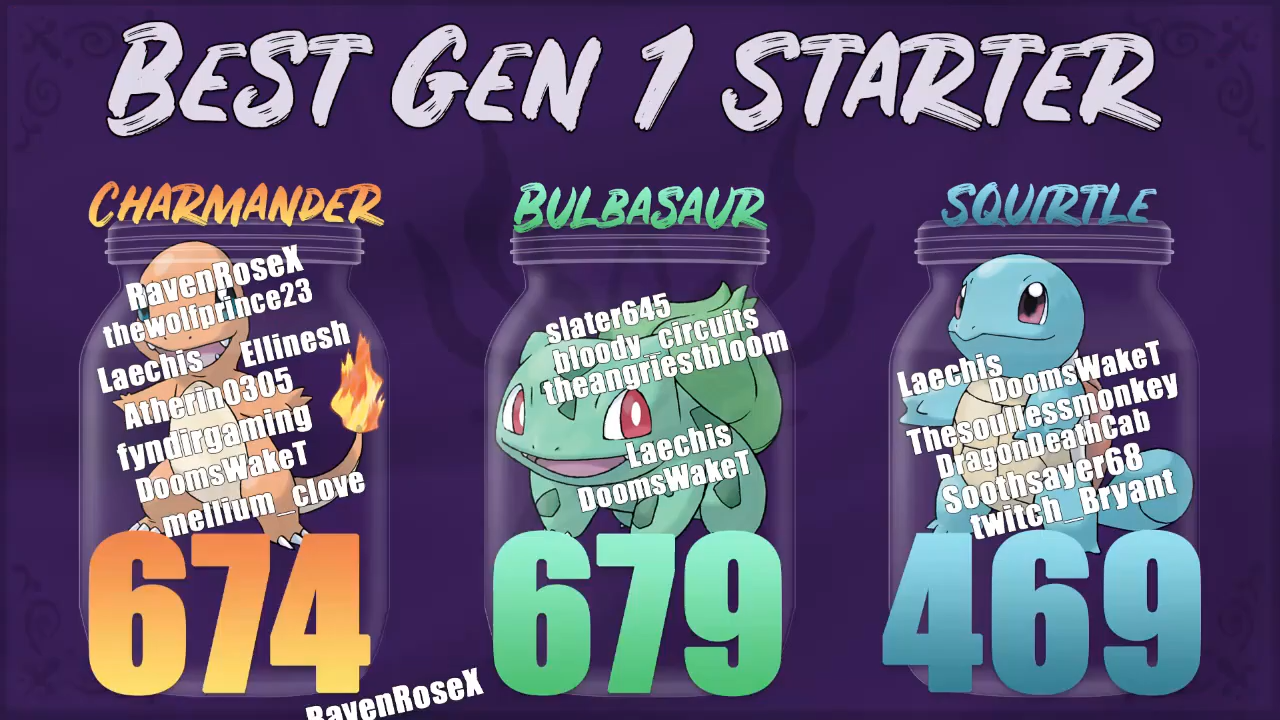 BEST GEN 1 STARTER
CHARMANDER
RavenRoseX
thewolfprince23
Ellinesh
Laechis
Atherin0305
fyndirgaming
DoomsWakeT
mellium_clove
674
BULBASAUR
slater645
bloody_circuits
theangriestbloom
Laechis
DoomsWakeT
679
SQUIRTLE
Laechis
DoomsWakeT
Thesoullessmonkey
DragonDeathCab
Soothsayer68
twitch_Bryant
469
RavenRoseX